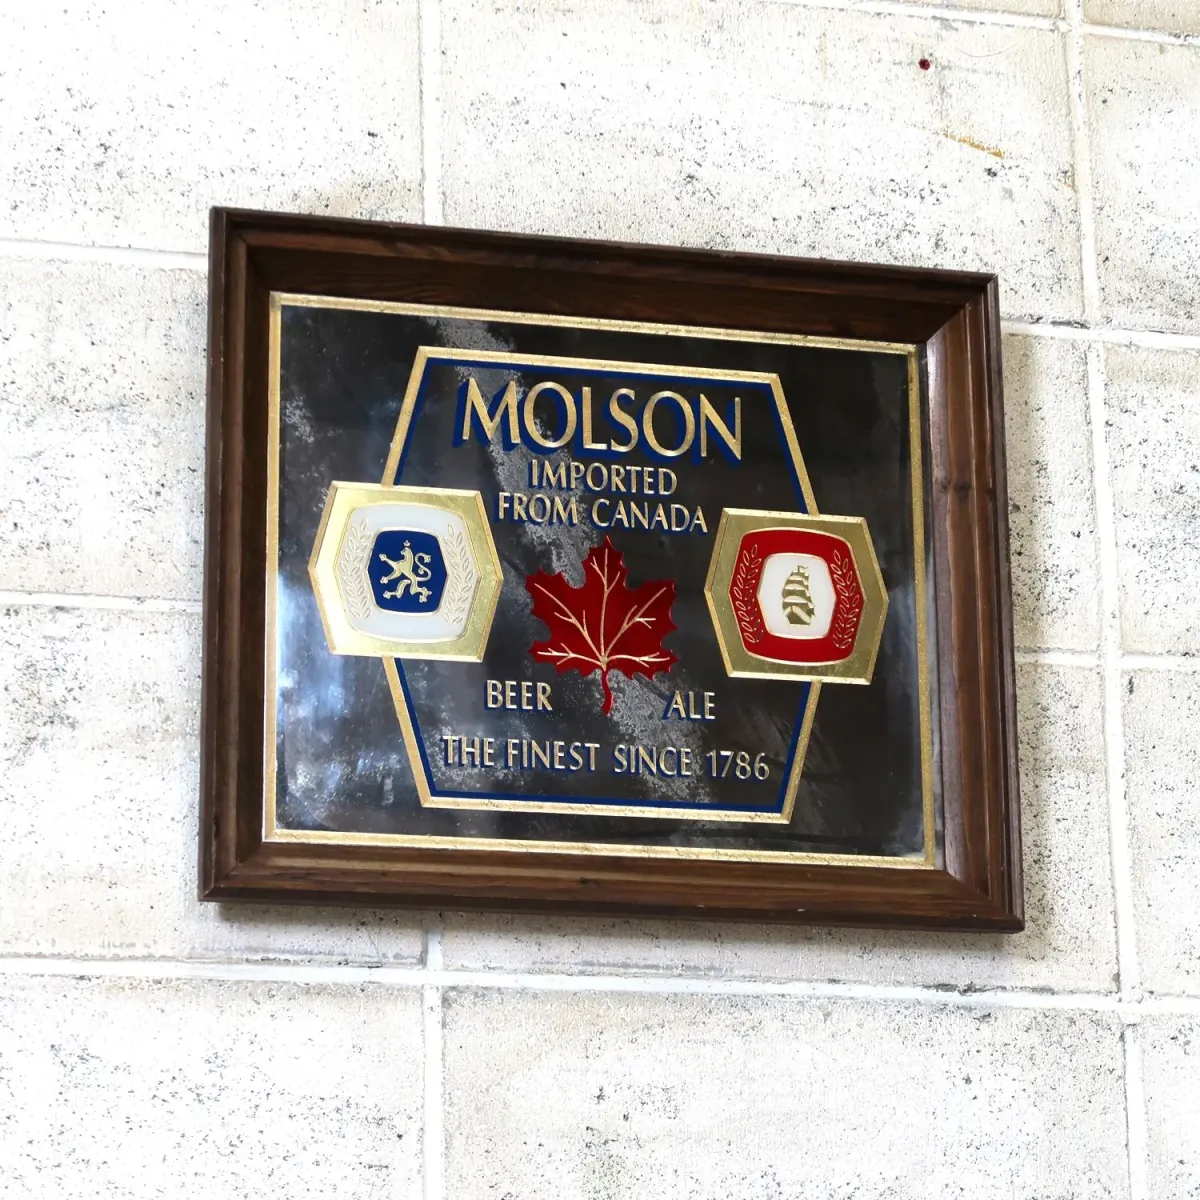 MOLSON
IMPORTED
FROM CANADA
BEER ALE
THE FINEST SINCE 1786